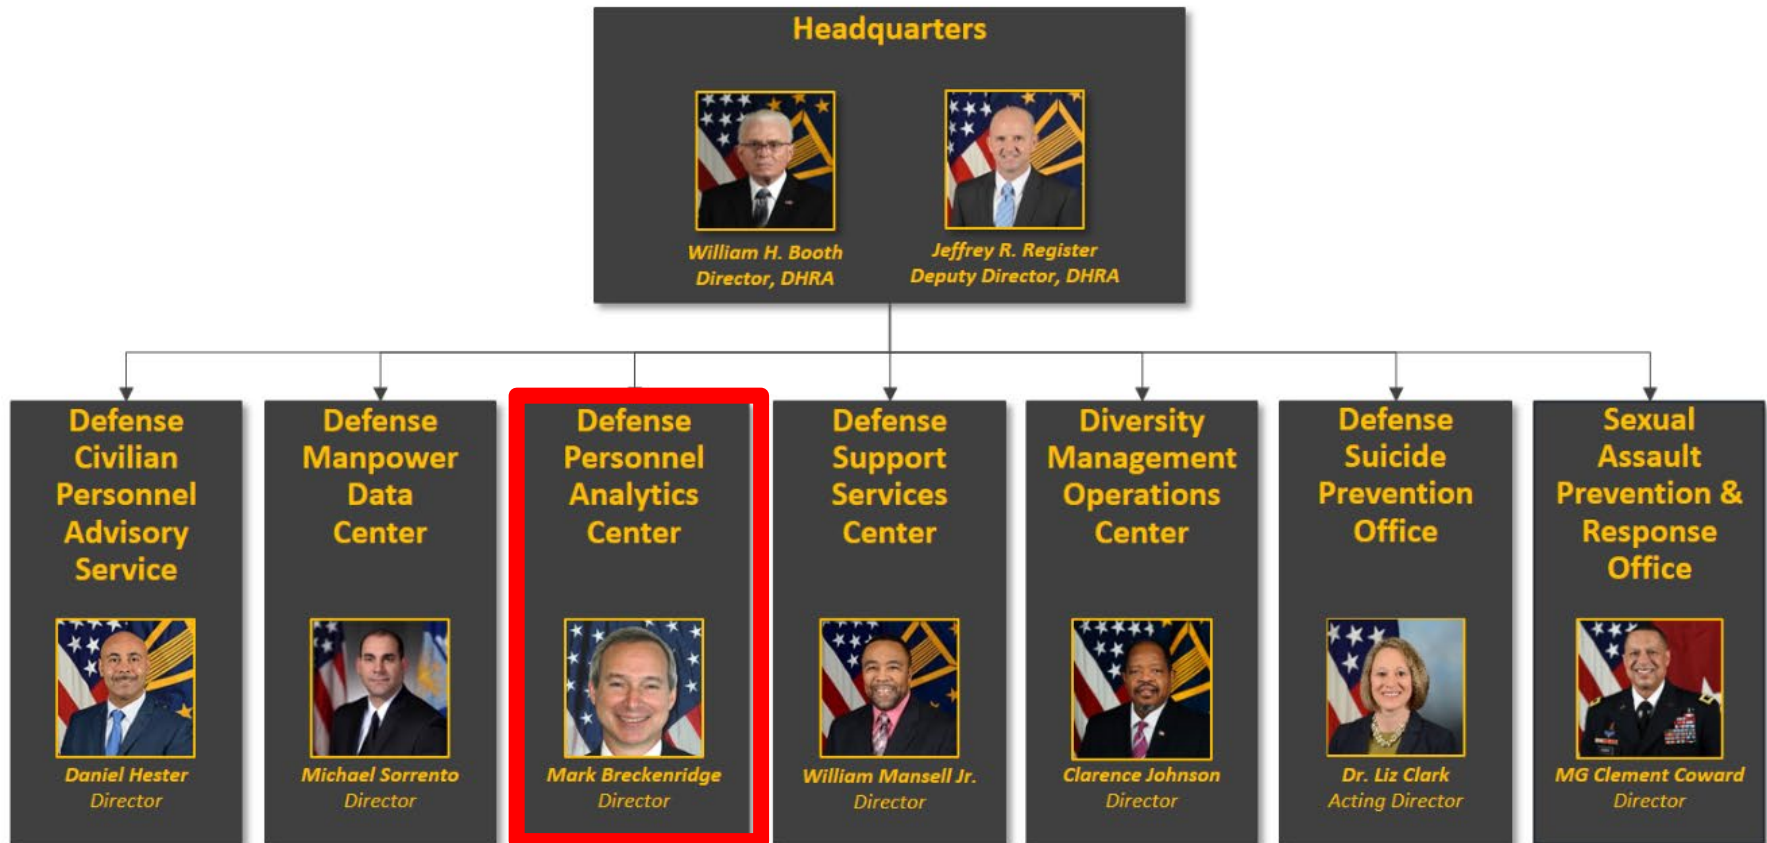 Headquarters
William H. Booth
Director, DHRA
Jeffrey R. Register
Deputy Director, DHRA
Defense
Civilian
Personnel
Advisory
Service
Daniel Hester
Director
Defense
Manpower
Data
Center
Michael Sorrento
Director
Defense
Personnel
Analytics
Center
Mark Breckenridge
Director
Defense
Support
Services
Center
William Mansell Jr.
Director
Diversity
Management
Operations
Center
Clarence Johnson
Director
Defense
Suicide
Prevention
Office
Dr. Liz Clark
Acting Director
Sexual
Assault
Prevention &
Response
Office
MG Clement Coward
Director